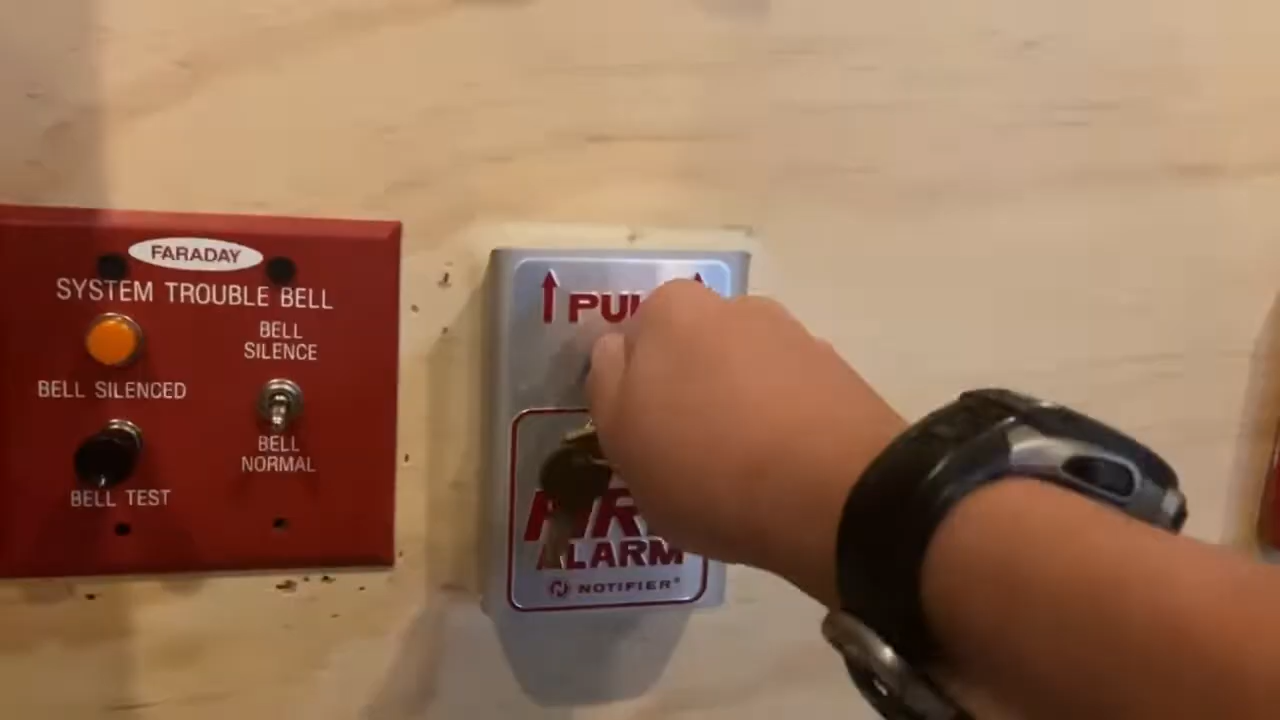 FARADAY
SYSTEM TROUBLE BELL
BELL
SILENCE
BELL SILENCED
BELL
NORMAL
BELL TEST
ALARM
NOTIFIER®